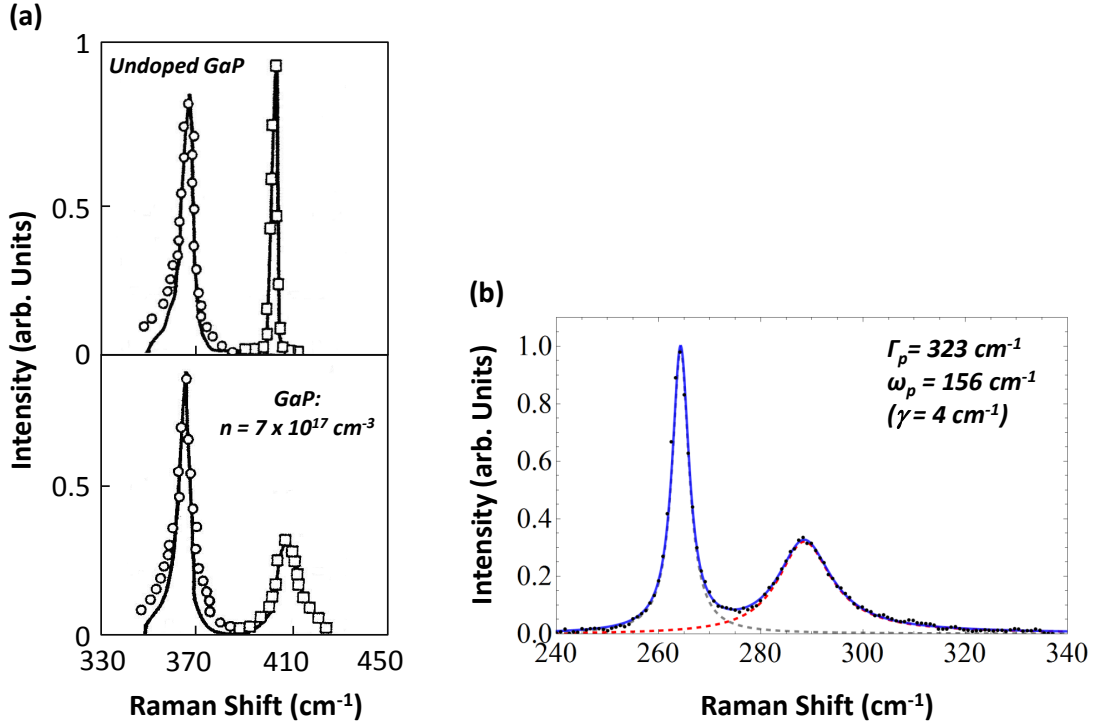 (a)
1
Undoped GaP
0.5
0
GaP:
n = 7 x 10¹⁷ cm⁻³
0.5
0
330 370 410 450
Raman Shift (cm⁻¹)
Intensity (arb. Units)
(b)
Γₚ = 323 cm⁻¹
ωₚ = 156 cm⁻¹
(γ = 4 cm⁻¹)
1.0
0.8
0.6
0.4
0.2
0.0
240 260 280 300 320 340
Raman Shift (cm⁻¹)
Intensity (arb. Units)